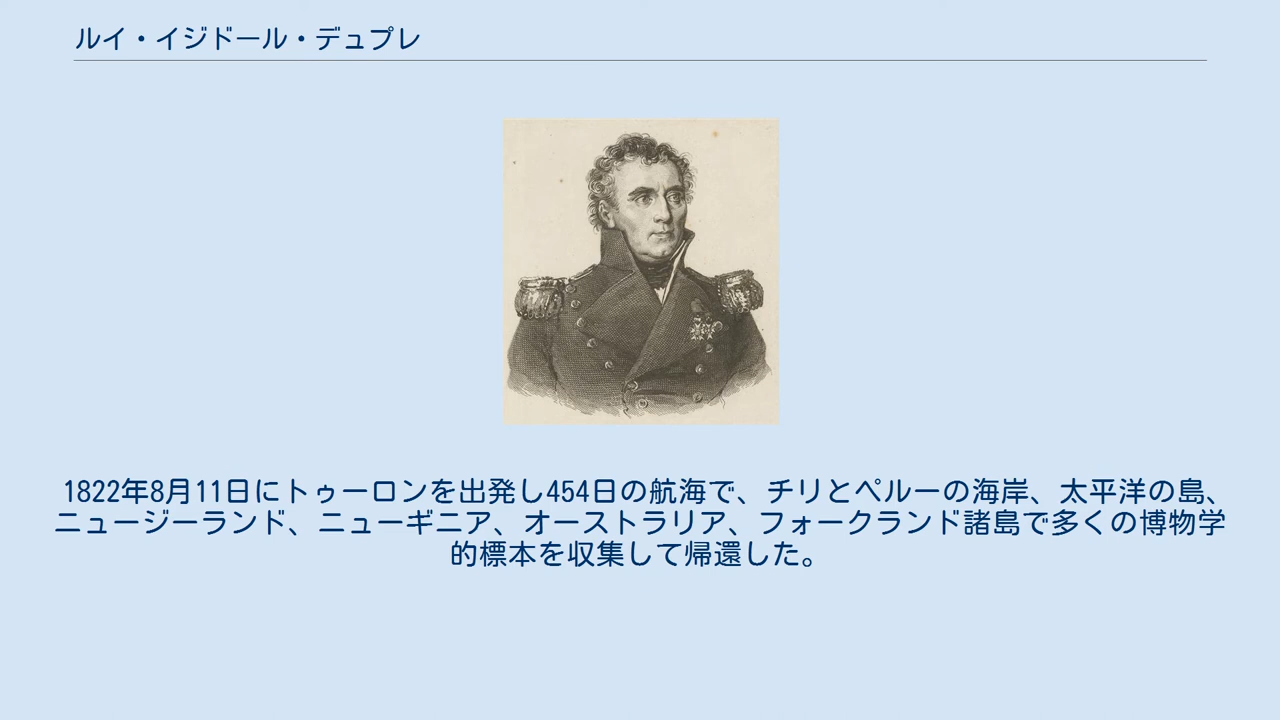 ルイ・イジドール・デュプレ
1822年8月11日にトゥーロンを出発し454日の航海で、チリとペルーの海岸、太平洋の島、
ニュージーランド、ニューギニア、オーストラリア、フォークランド諸島で多くの博物学
的標本を収集して帰還した。